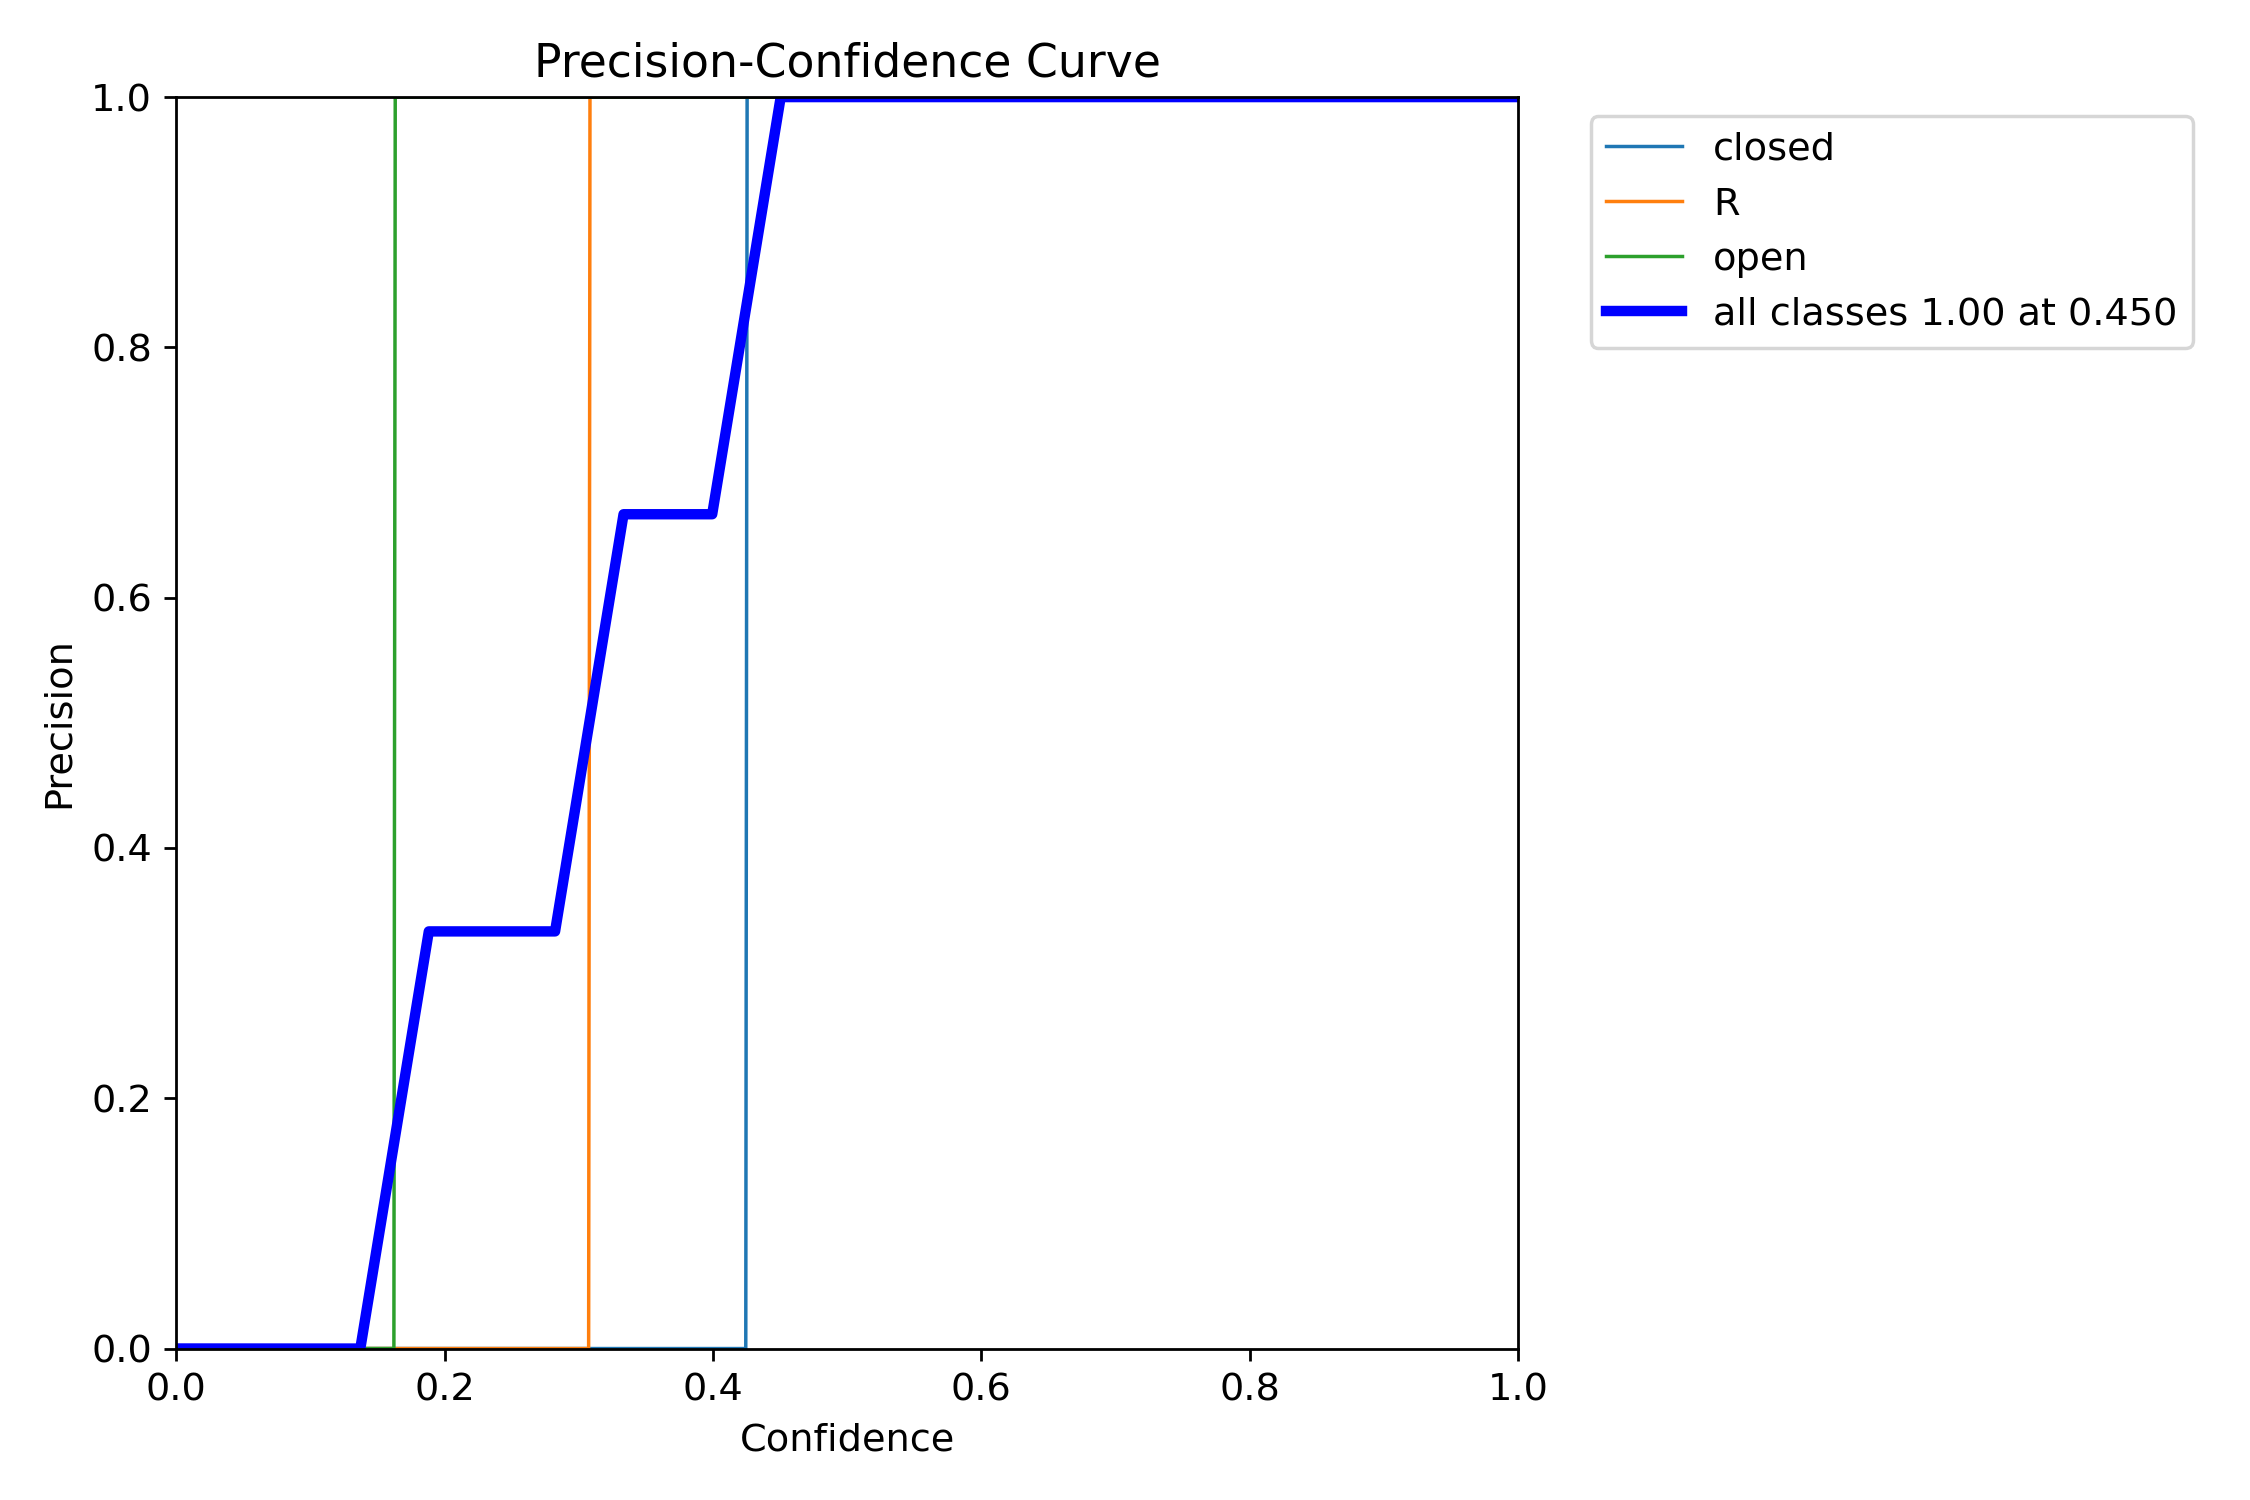 Precision-Confidence Curve
1.0
0.8
0.6
0.4
0.2
0.0
Precision
0.0 0.2 0.4 0.6 0.8 1.0
Confidence
closed
R
open
all classes 1.00 at 0.450